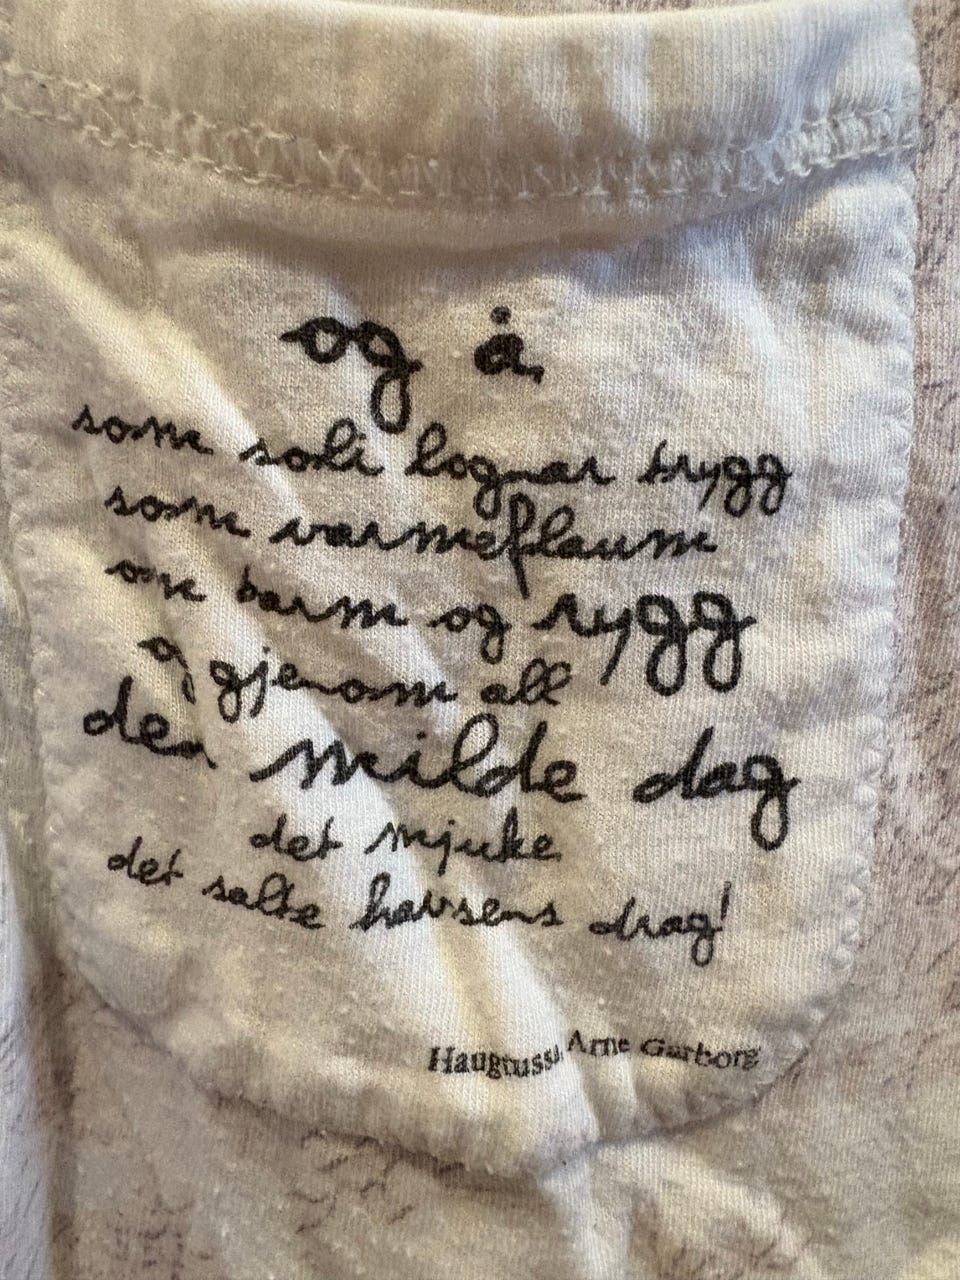 og å,
som soli lognar trygg
som varmeflaum
om barm og rygg
og gjenom all
den milde dag
det mjuke
det salte havsens drag!
Haugtussa, Arne Garborg